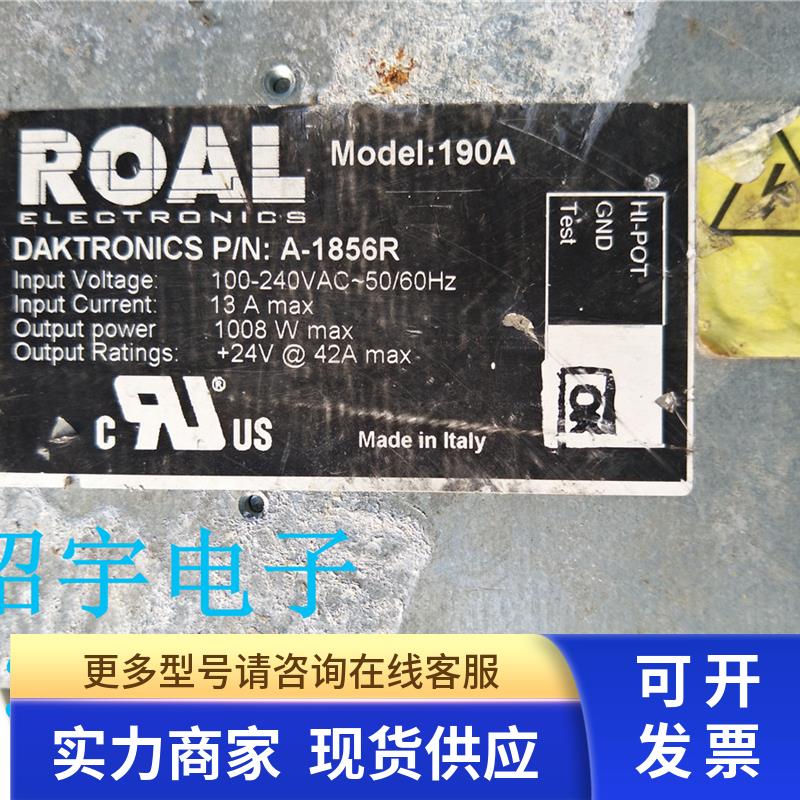 ROAL
ELECTRONICS
Model:190A
DAKTRONICS P/N: A-1856R
Input Voltage: 100-240VAC~50/60Hz
Input Current: 13 A max
Output power 1008 W max
Output Ratings: +24V @ 42A max
HI-POT
GND
Test
OK
C RU® US
Made in Italy
宇电子
更多型号请咨询在线客服
实力商家 现货供应
可开
发票